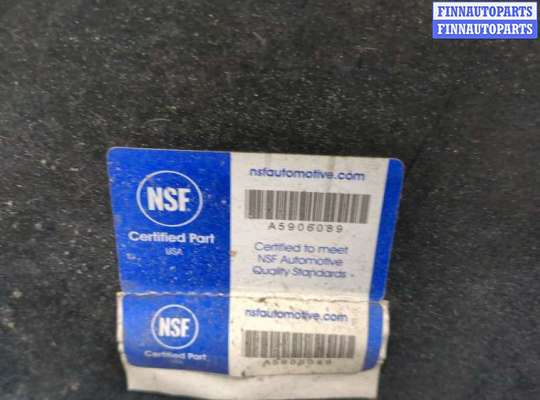 FINNAUTOPARTS
FINNAUTOPARTS
NSF
Certified Part
USA
nsfautomotive.com
A5906089
Certified to meet
NSF Automotive
Quality Standards
NSF
Certified Part
nsfautomotive.com